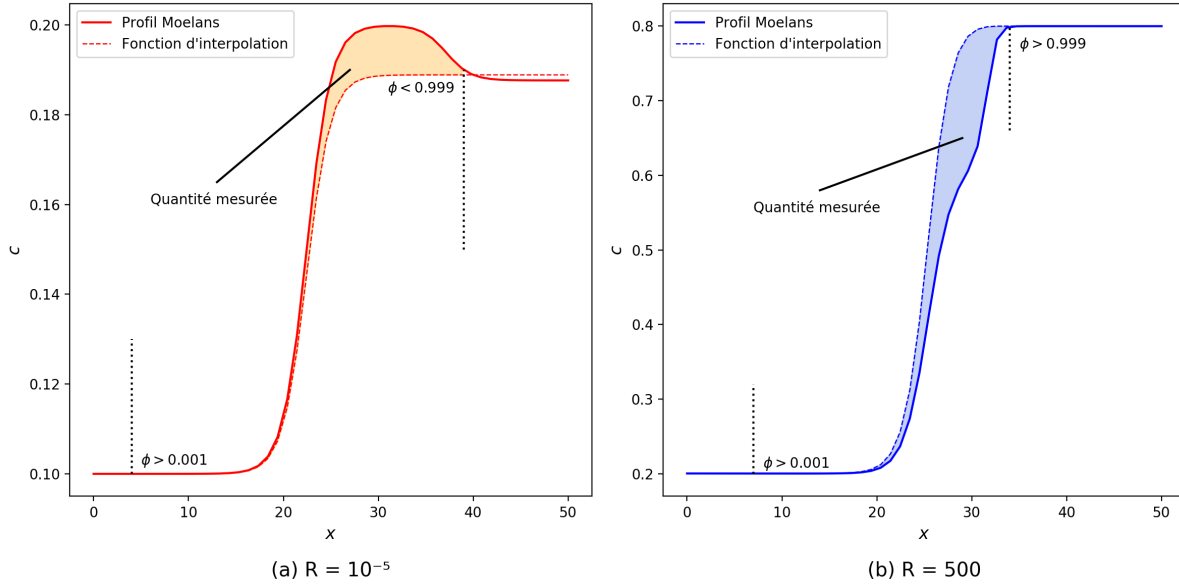 Profil Moelans
Fonction d'interpolation
0.20
0.18
0.16
0.14
0.12
0.10
c
ϕ < 0.999
Quantité mesurée
ϕ > 0.001
0 10 20 30 40 50
x
(a) R = 10⁻⁵
Profil Moelans
Fonction d'interpolation
0.8
0.7
0.6
0.5
0.4
0.3
0.2
c
ϕ > 0.999
Quantité mesurée
ϕ > 0.001
0 10 20 30 40 50
x
(b) R = 500